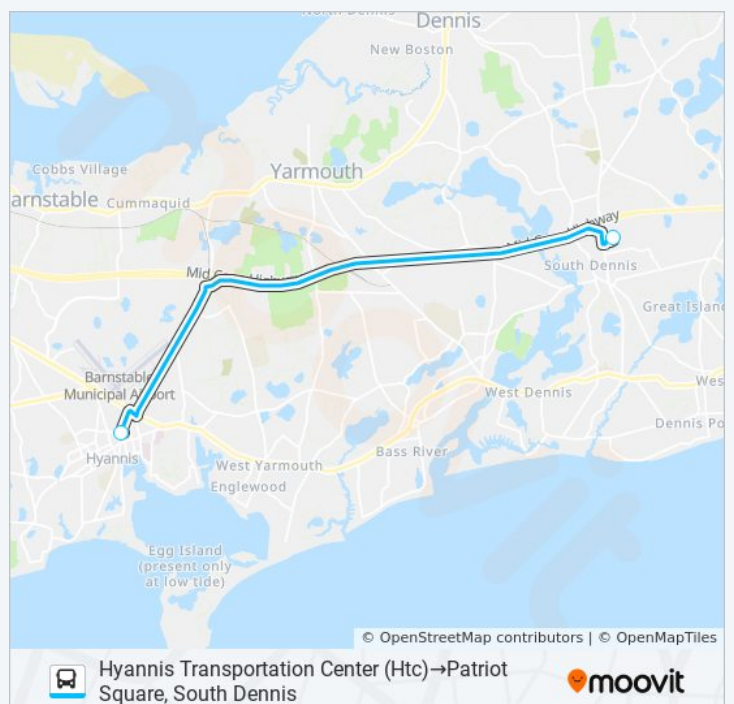 North Dennis
Dennis
New Boston
Cobbs Village
Yarmouth
arnstable
Cummaquid
Highway
South Dennis
Mid
Great Island
Barnstable
Municipal Airport
West Dennis
Wes
Dennis Po
Hyannis
West Yarmouth
Bass River
Englewood
Egg Island
(present only
at low tide)
© OpenStreetMap contributors | © OpenMapTiles
Hyannis Transportation Center (Htc)→Patriot
Square, South Dennis
moovit